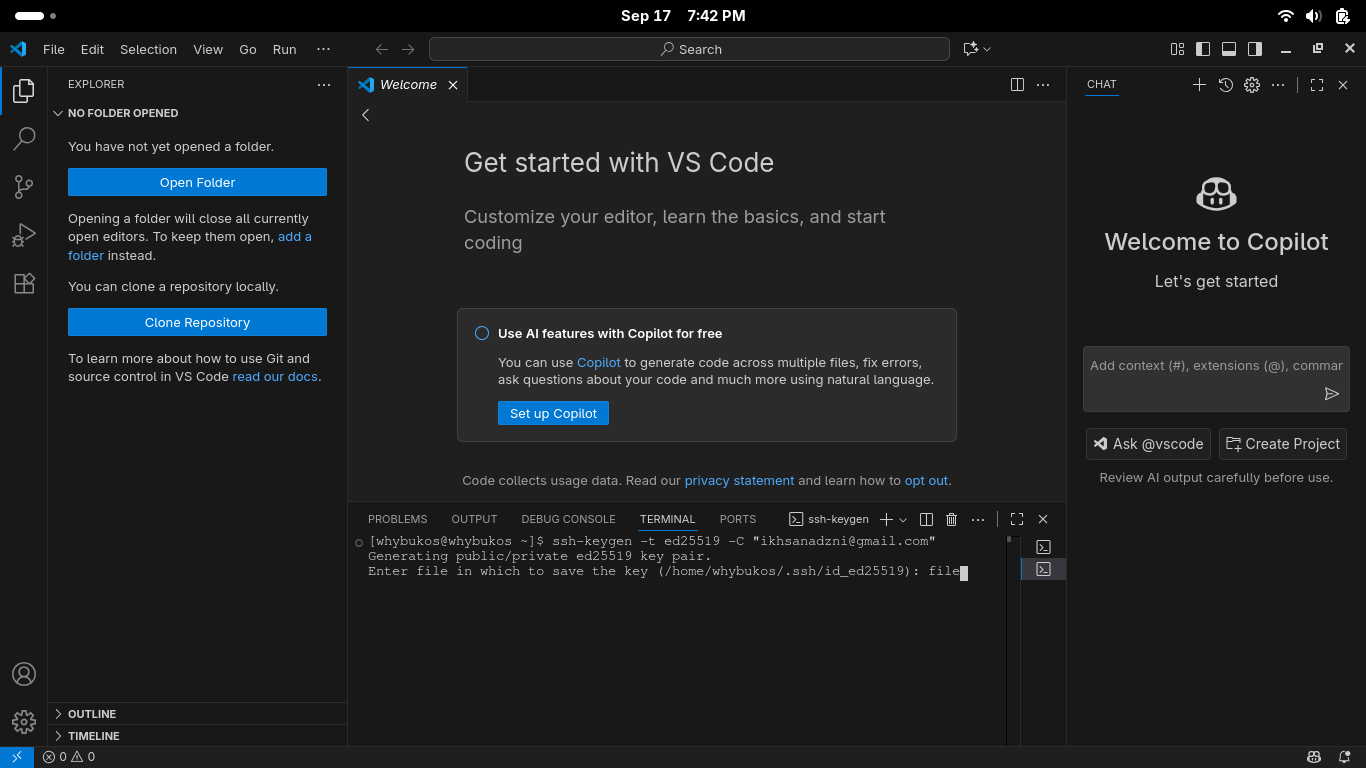 Sep 17 7:42 PM
File Edit Selection View Go Run ···
Search
EXPLORER
NO FOLDER OPENED
You have not yet opened a folder.
Open Folder
Opening a folder will close all currently
open editors. To keep them open, add a
folder instead.
You can clone a repository locally.
Clone Repository
To learn more about how to use Git and
source control in VS Code read our docs.
OUTLINE
TIMELINE
Welcome
Get started with VS Code
Customize your editor, learn the basics, and start
coding
Use AI features with Copilot for free
You can use Copilot to generate code across multiple files, fix errors,
ask questions about your code and much more using natural language.
Set up Copilot
Code collects usage data. Read our privacy statement and learn how to opt out.
PROBLEMS OUTPUT DEBUG CONSOLE TERMINAL PORTS ssh-keygen
[whybukos@whybukos ~]$ ssh-keygen -t ed25519 -C "ikhsanadzni@gmail.com"
Generating public/private ed25519 key pair.
Enter file in which to save the key (/home/whybukos/.ssh/id_ed25519): file
CHAT
Welcome to Copilot
Let's get started
Add context (#), extensions (@), commar
Ask @vscode Create Project
Review AI output carefully before use.
0 0